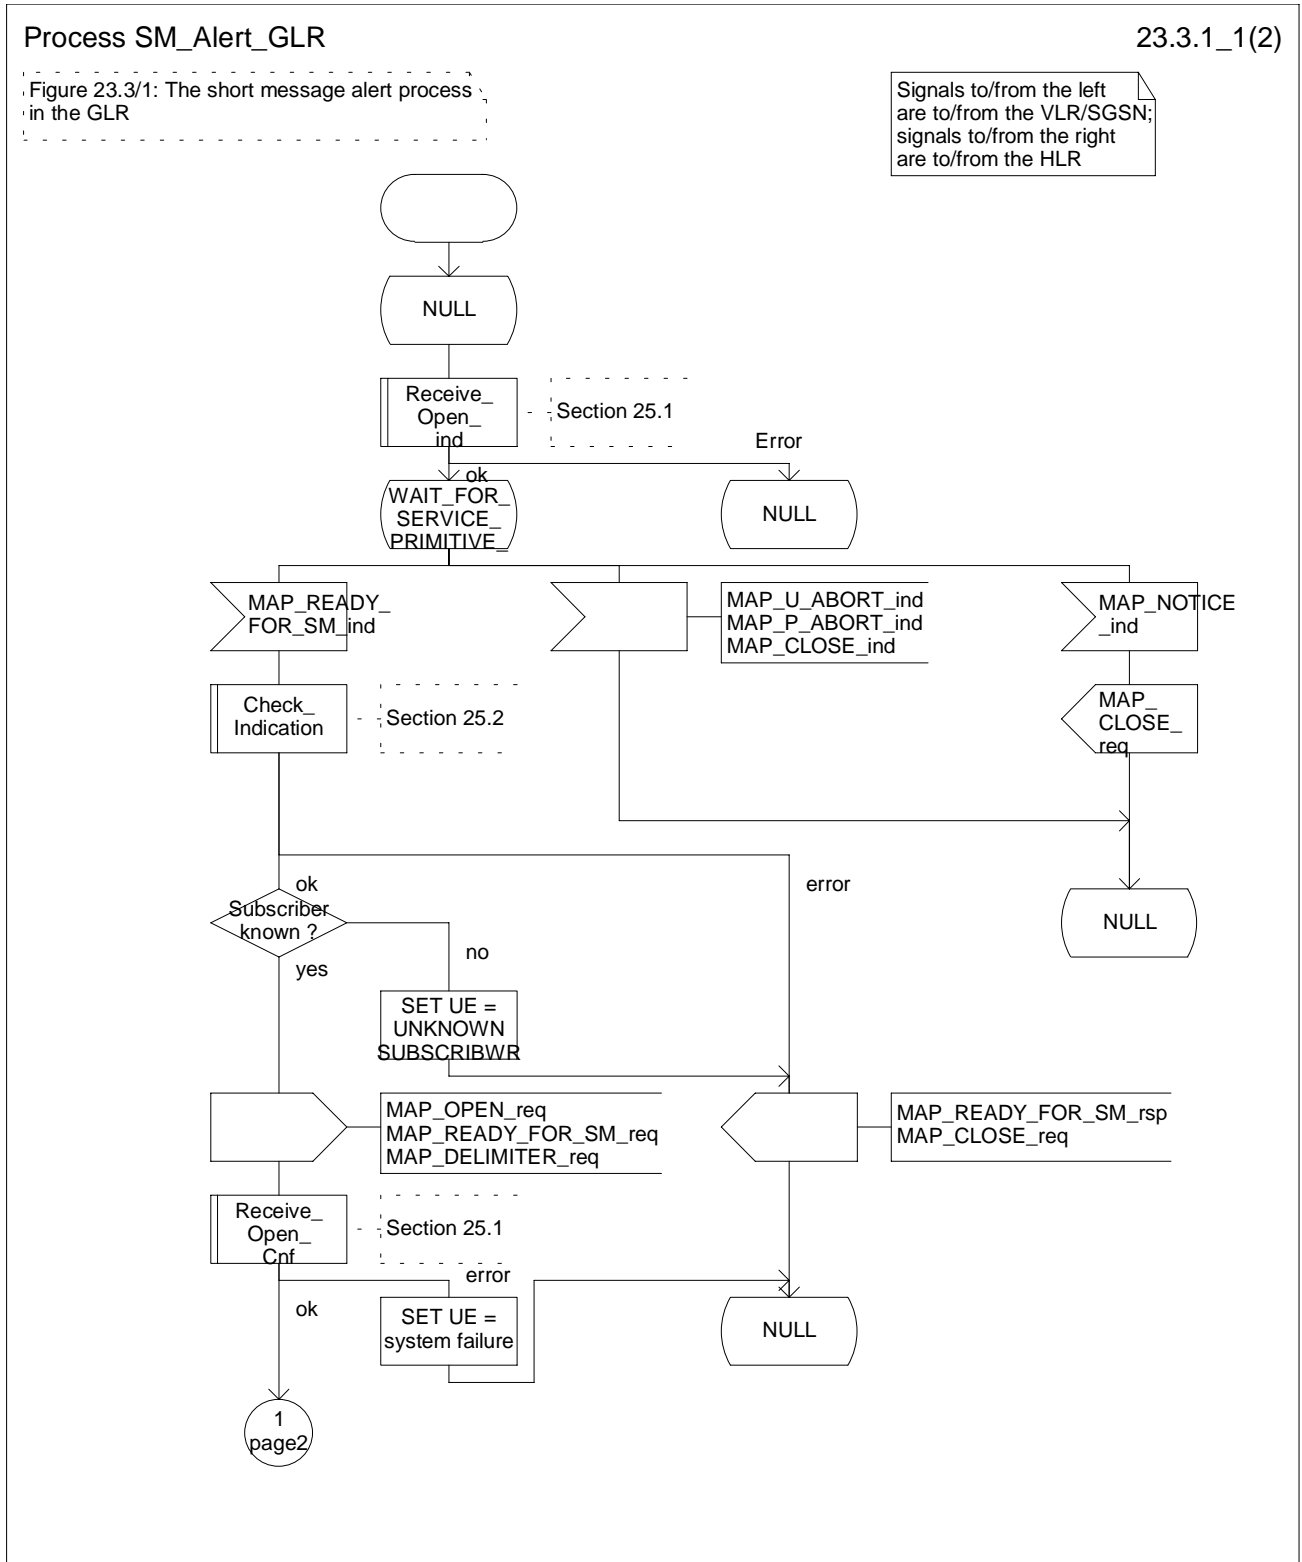 Process SM_Alert_GLR
23.3.1_1(2)
Figure 23.3/1: The short message alert process
in the GLR
Signals to/from the left
are to/from the VLR/SGSN;
signals to/from the right
are to/from the HLR
NULL
Receive_
Open_
ind
Section 25.1
Error
ok
WAIT_FOR_
SERVICE_
PRIMITIVE_
NULL
MAP_READY_
FOR_SM_ind
MAP_U_ABORT_ind
MAP_P_ABORT_ind
MAP_CLOSE_ind
MAP_NOTICE
_ind
Check_
Indication
Section 25.2
MAP_
CLOSE_
req
ok
error
Subscriber
known ?
NULL
no
yes
SET UE =
UNKNOWN
SUBSCRIBWR
MAP_OPEN_req
MAP_READY_FOR_SM_req
MAP_DELIMITER_req
MAP_READY_FOR_SM_rsp
MAP_CLOSE_req
Receive_
Open_
Cnf
Section 25.1
error
ok
SET UE =
system failure
NULL
1
page2